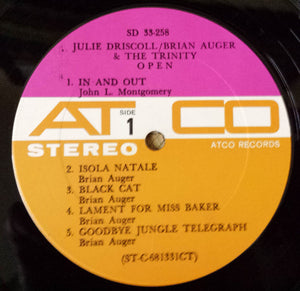 SD 33-258
JULIE DRISCOLL/BRIAN AUGER
& THE TRINITY
OPEN
1. IN AND OUT
John L. Montgomery
ATCO
SIDE
1
STEREO
ATCO RECORDS
2. ISOLA NATALE
Brian Auger
3. BLACK CAT
Brian Auger
4. LAMENT FOR MISS BAKER
Brian Auger
5. GOODBYE JUNGLE TELEGRAPH
Brian Auger
(ST-C-681331CT)